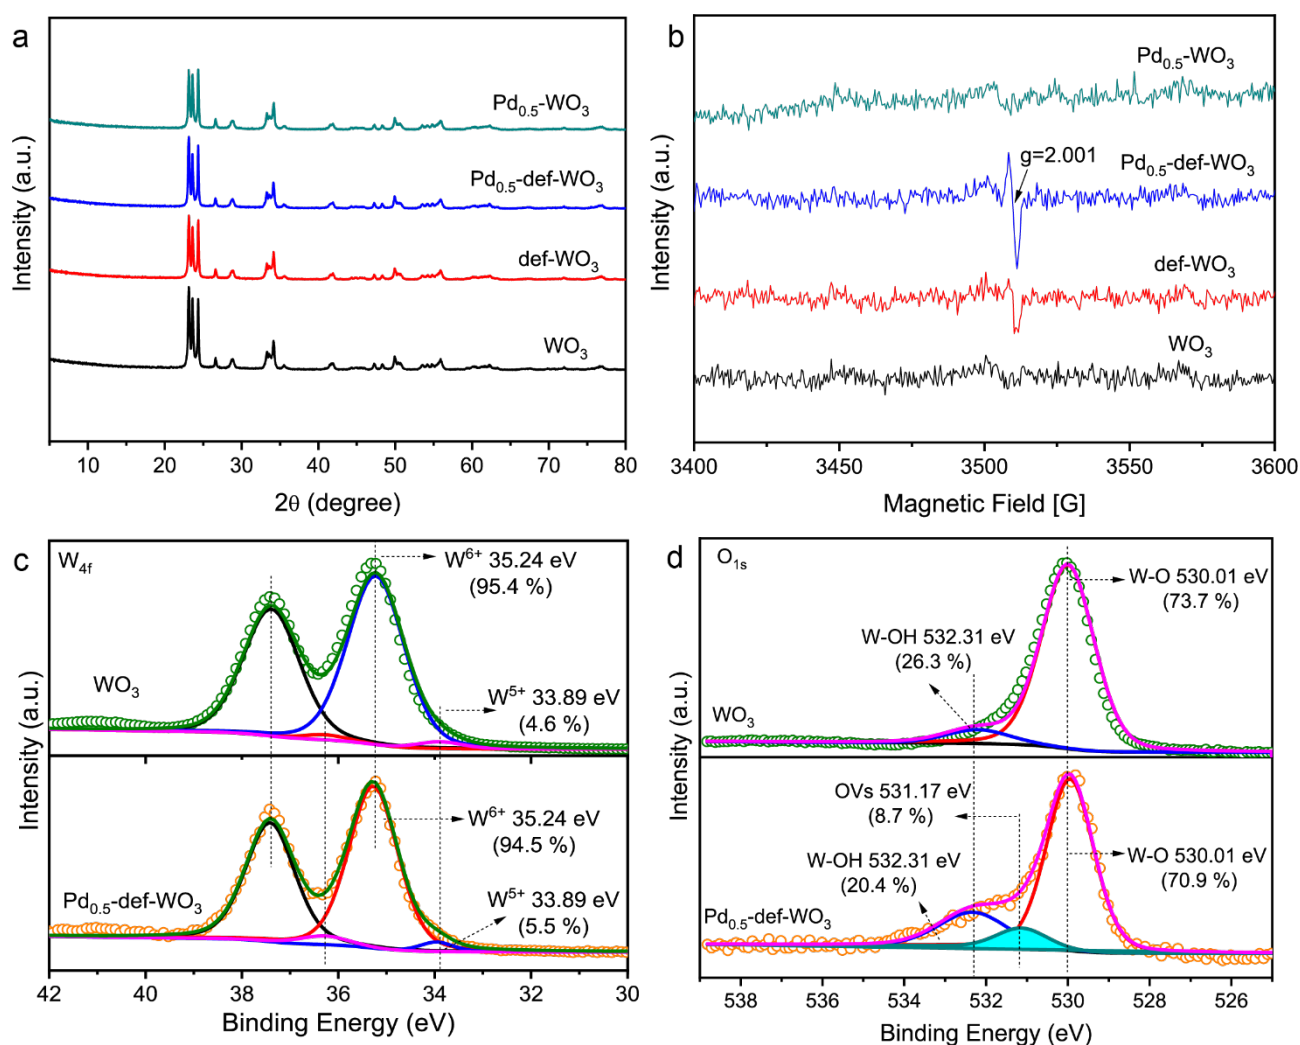 a
Intensity (a.u.)
Pd0.5-WO3
Pd0.5-def-WO3
def-WO3
WO3
10 20 30 40 50 60 70 80
2θ (degree)
b
Intensity (a.u.)
Pd0.5-WO3
g=2.001
Pd0.5-def-WO3
def-WO3
WO3
3400 3450 3500 3550 3600
Magnetic Field [G]
c
Intensity (a.u.)
W4f
W6+ 35.24 eV
(95.4 %)
WO3
W5+ 33.89 eV
(4.6 %)
W6+ 35.24 eV
(94.5 %)
Pd0.5-def-WO3
W5+ 33.89 eV
(5.5 %)
42 40 38 36 34 32 30
Binding Energy (eV)
d
Intensity (a.u.)
O1s
W-O 530.01 eV
(73.7 %)
W-OH 532.31 eV
(26.3 %)
WO3
OVs 531.17 eV
(8.7 %)
W-OH 532.31 eV
(20.4 %)
W-O 530.01 eV
(70.9 %)
Pd0.5-def-WO3
538 536 534 532 530 528 526
Binding Energy (eV)